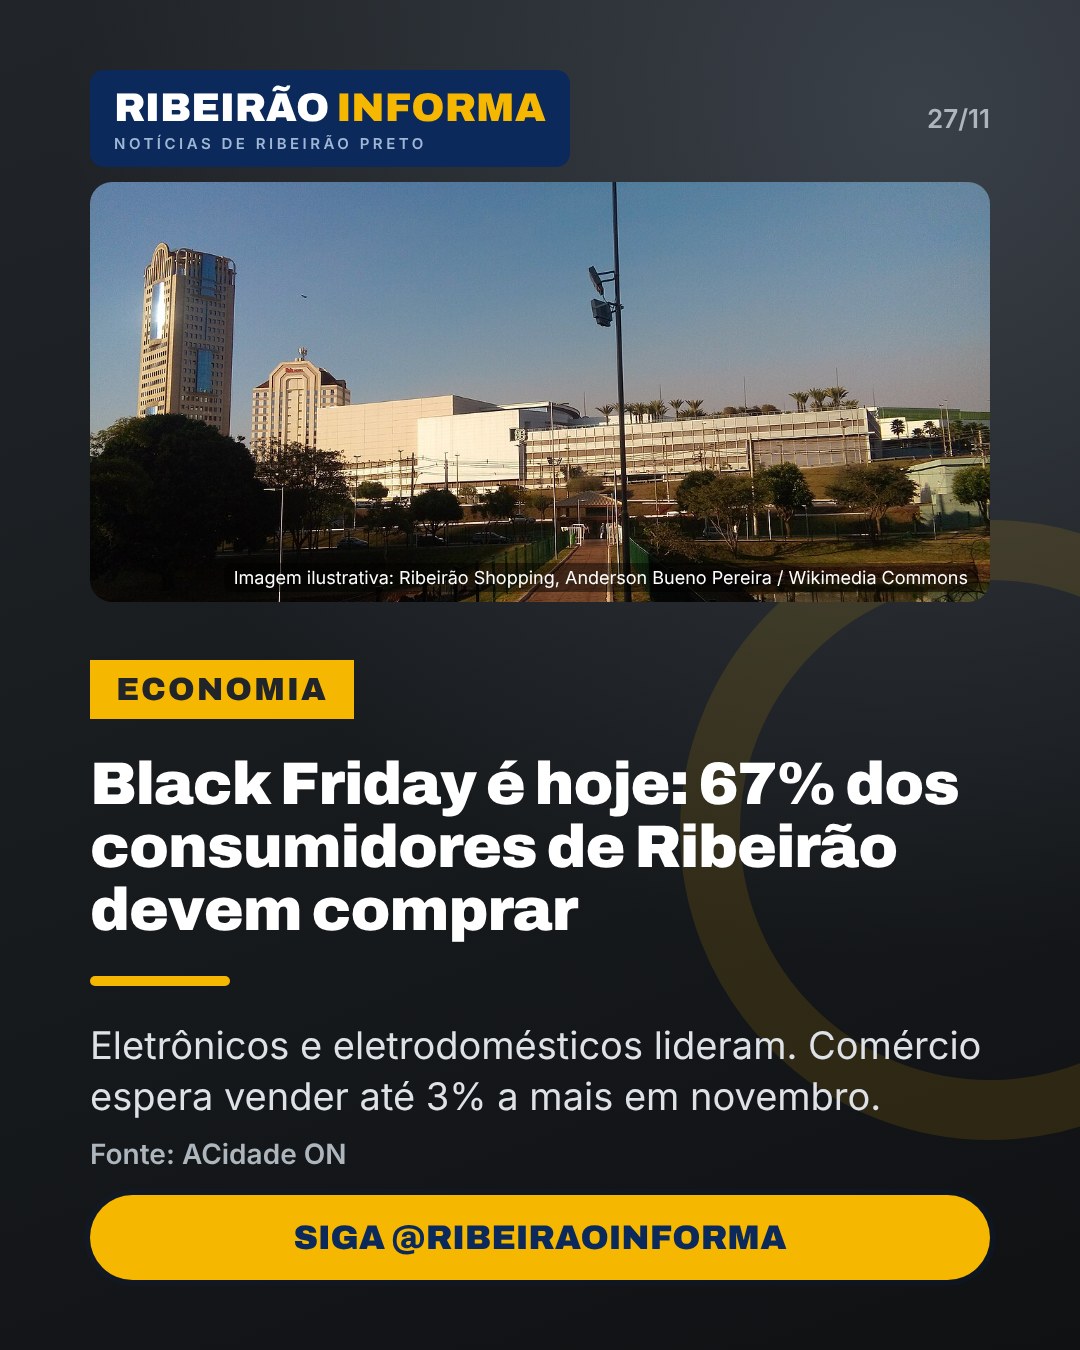 RIBEIRÃO INFORMA
NOTÍCIAS DE RIBEIRÃO PRETO
27/11
Imagem ilustrativa: Ribeirão Shopping, Anderson Bueno Pereira / Wikimedia Commons
ECONOMIA
Black Friday é hoje: 67% dos
consumidores de Ribeirão
devem comprar
Eletrônicos e eletrodomésticos lideram. Comércio
espera vender até 3% a mais em novembro.
Fonte: ACidade ON
SIGA @RIBEIRAOINFORMA